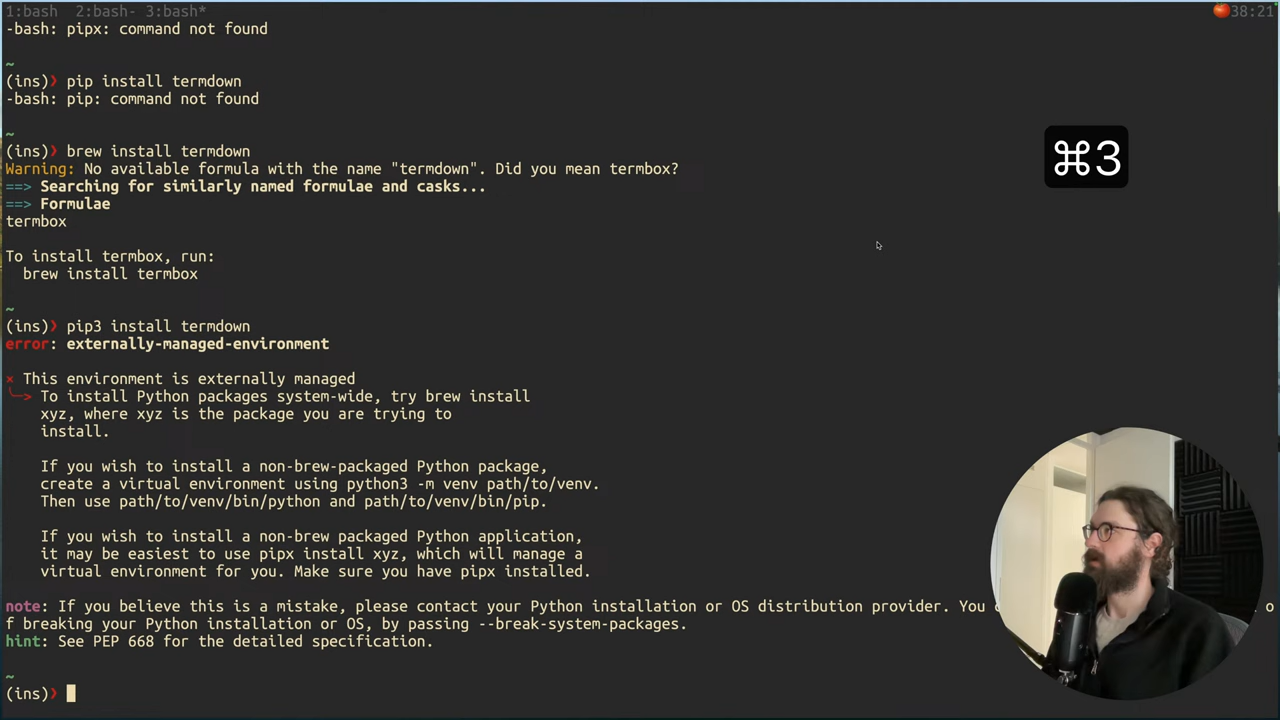 1:bash  2:bash- 3:bash*
38:21
-bash: pipx: command not found
~
(ins)❯ pip install termdown
-bash: pip: command not found
~
(ins)❯ brew install termdown
Warning: No available formula with the name "termdown". Did you mean termbox?
==> Searching for similarly named formulae and casks...
==> Formulae
termbox
To install termbox, run:
  brew install termbox
~
(ins)❯ pip3 install termdown
error: externally-managed-environment
× This environment is externally managed
╰─> To install Python packages system-wide, try brew install
    xyz, where xyz is the package you are trying to
    install.
    If you wish to install a non-brew-packaged Python package,
    create a virtual environment using python3 -m venv path/to/venv.
    Then use path/to/venv/bin/python and path/to/venv/bin/pip.
    If you wish to install a non-brew packaged Python application,
    it may be easiest to use pipx install xyz, which will manage a
    virtual environment for you. Make sure you have pipx installed.
note: If you believe this is a mistake, please contact your Python installation or OS distribution provider. You o
f breaking your Python installation or OS, by passing --break-system-packages.
hint: See PEP 668 for the detailed specification.
~
(ins)❯
⌘3